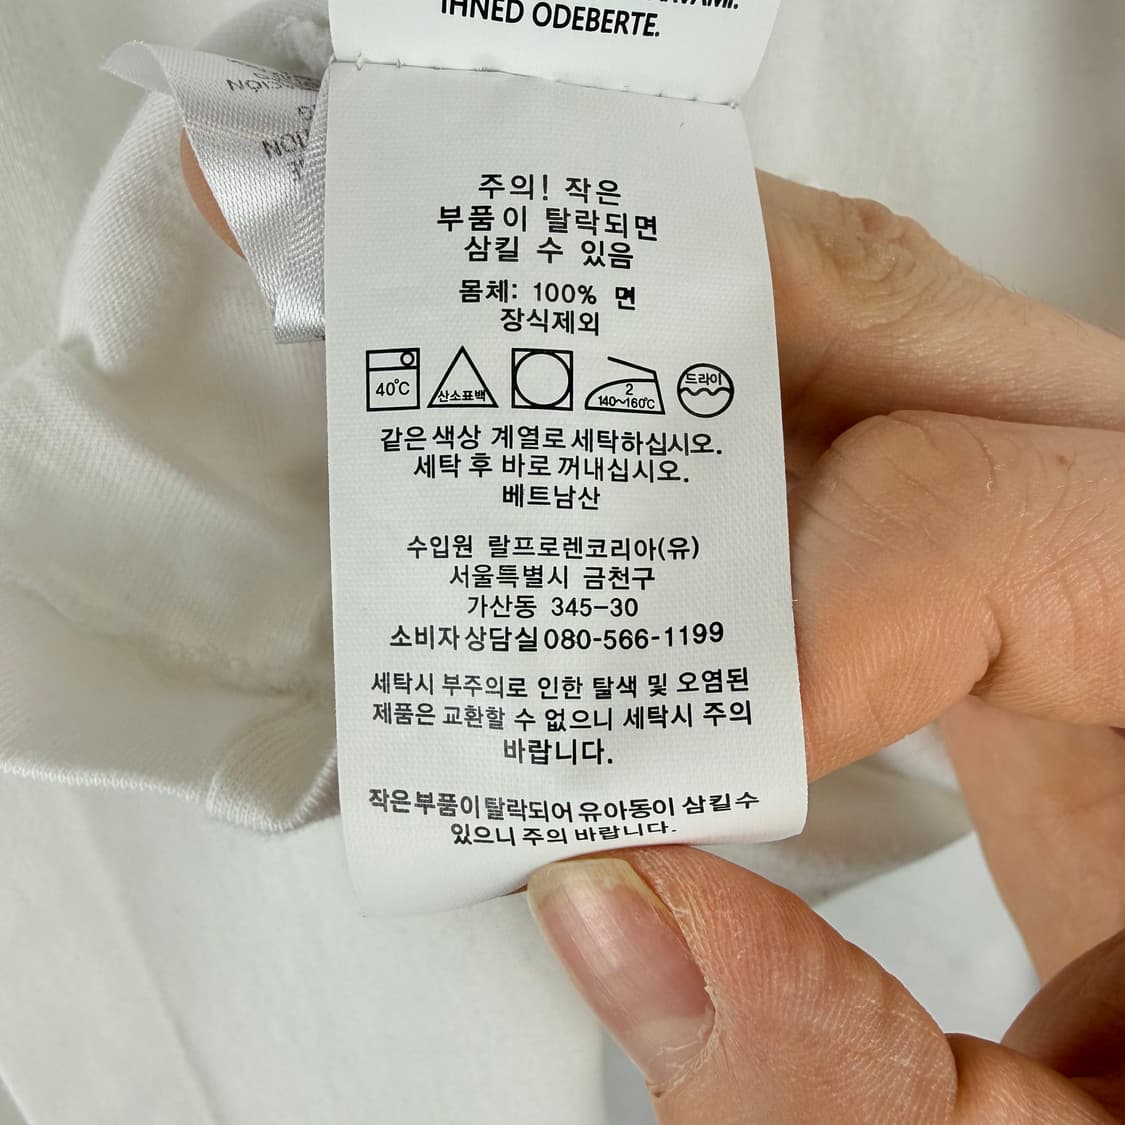 IHNED ODEBERTE.
주의! 작은
부품이 탈락되면
삼킬 수 있음
몸체: 100% 면
장식제외
40℃ 산소표백 2 140~160℃ 드라이
같은 색상 계열로 세탁하십시오.
세탁 후 바로 꺼내십시오.
베트남산
수입원 랄프로렌코리아(유)
서울특별시 금천구
가산동 345-30
소비자상담실080-566-1199
세탁시 부주의로 인한 탈색 및 오염된
제품은 교환할 수 없으니 세탁시 주의
바랍니다.
작은부품이탈락되어 유아동이 삼킬수
있으니 주의 바랍니다.